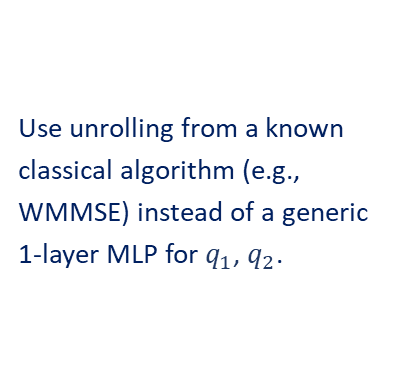 Use unrolling from a known
classical algorithm (e.g.,
WMMSE) instead of a generic
1-layer MLP for q₁, q₂.